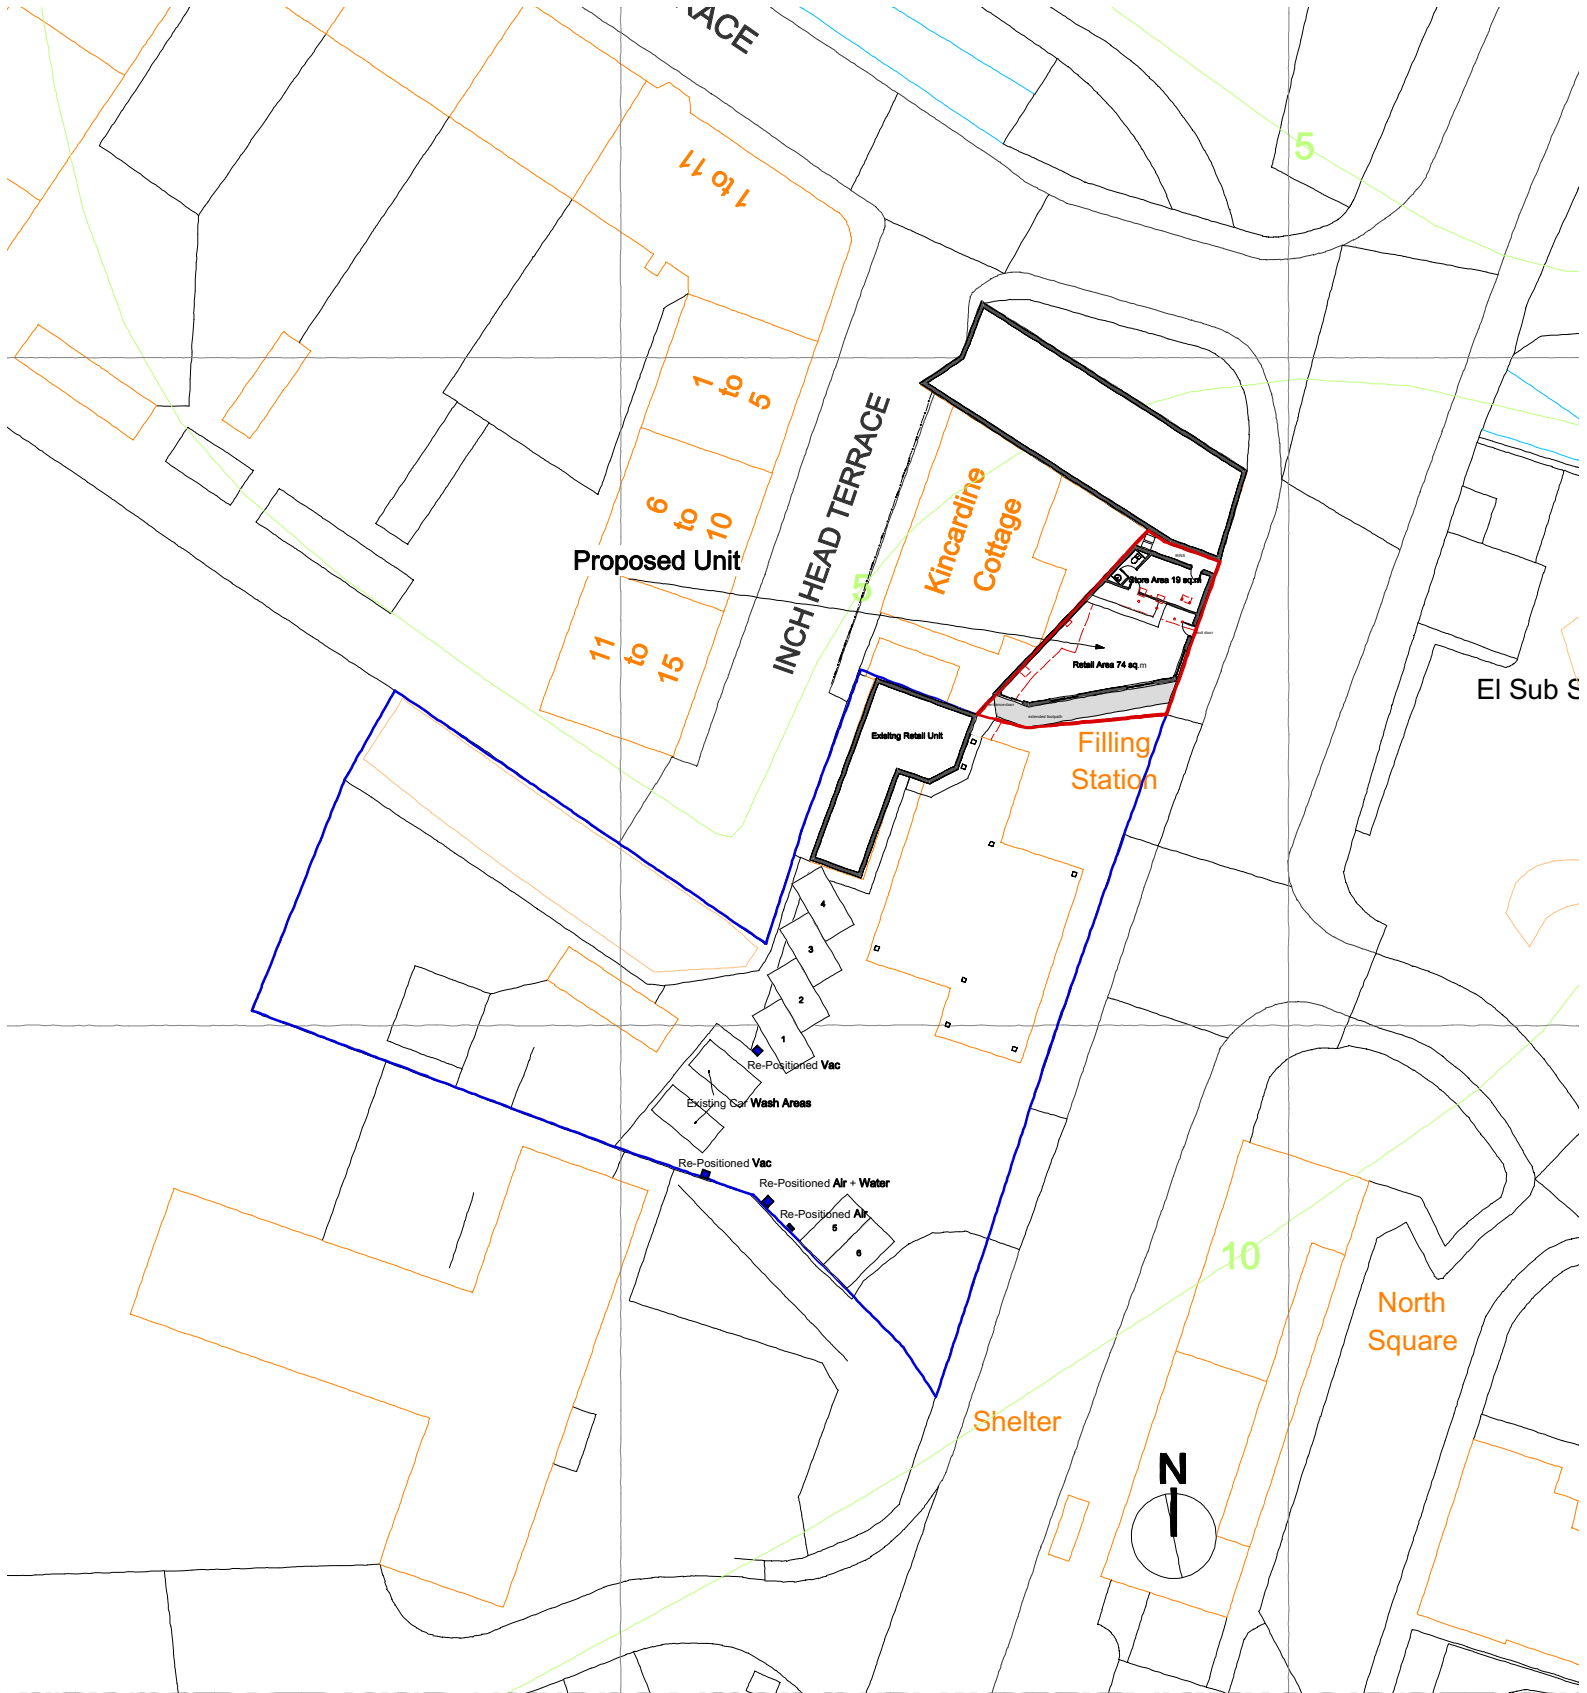 1 to 11
5
1
to
5
6
to
10
Proposed Unit
11
to
15
INCH HEAD TERRACE
5
Kincardine
Cottage
Store Area 19 sq.m
Retail Area 74 sq.m
extended footpath
El Sub S
Filling
Station
Exisitng Retail Unit
4
3
2
1
Re-Positioned Vac
Existing Car Wash Areas
Re-Positioned Vac
Re-Positioned Air + Water
Re-Positioned Air
5
6
10
North
Square
Shelter
N